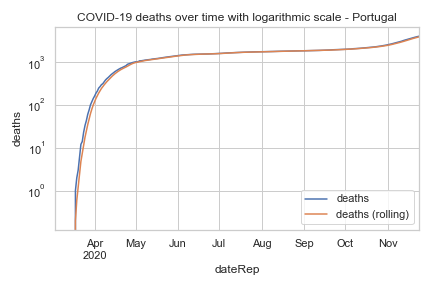 COVID-19 deaths over time with logarithmic scale - Portugal
deaths
10³
10²
10¹
10⁰
deaths
deaths (rolling)
Apr May Jun Jul Aug Sep Oct Nov
2020
dateRep